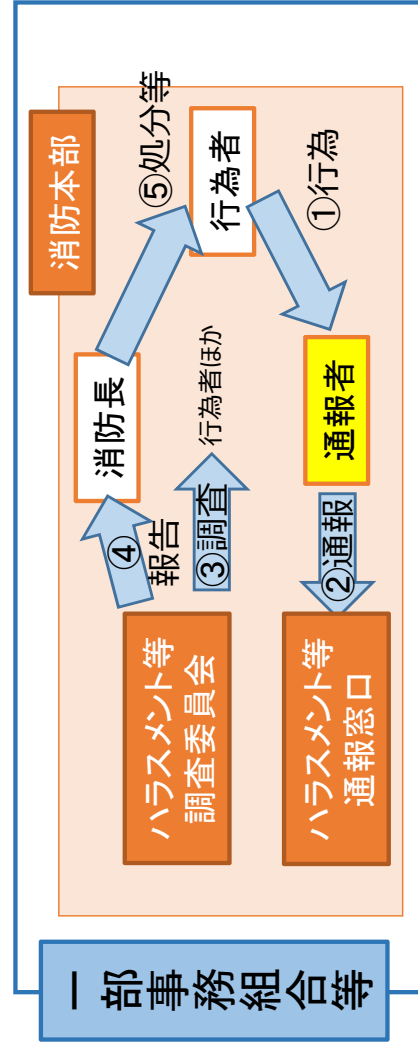 一部事務組合等
消防本部
消防長
⑤処分等
行為者
①行為
通報者
②通報
ハラスメント等
通報窓口
ハラスメント等
調査委員会
③調査
行為者ほか
④
報告